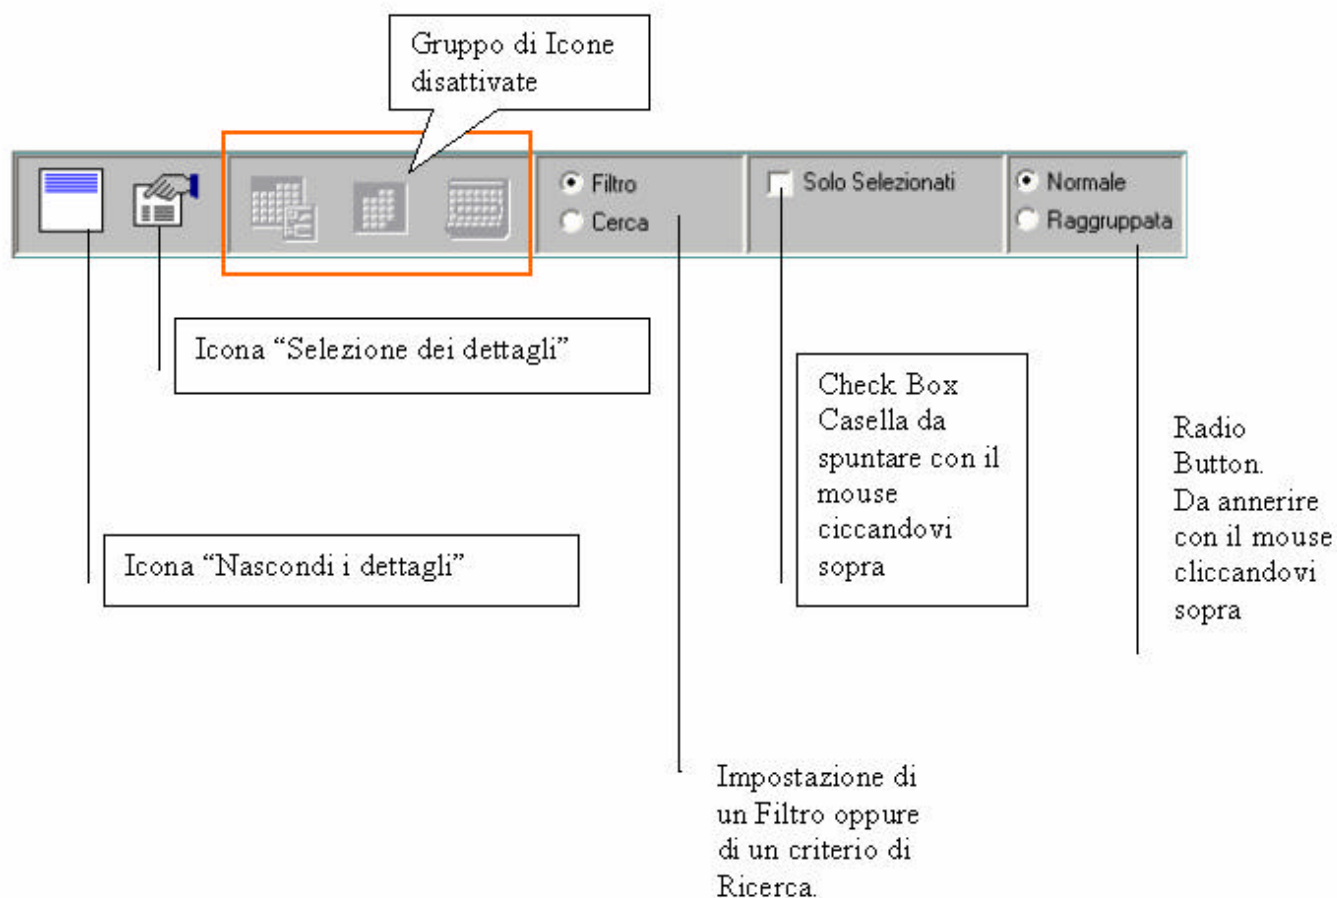 Gruppo di Icone
disattivate
Filtro
Cerca
Solo Selezionati
Normale
Raggruppata
Icona “Selezione dei dettagli”
Icona “Nascondi i dettagli”
Check Box
Casella da
spuntare con il
mouse
ciccandovi
sopra
Radio
Button.
Da annerire
con il mouse
cliccandovi
sopra
Impostazione di
un Filtro oppure
di un criterio di
Ricerca.